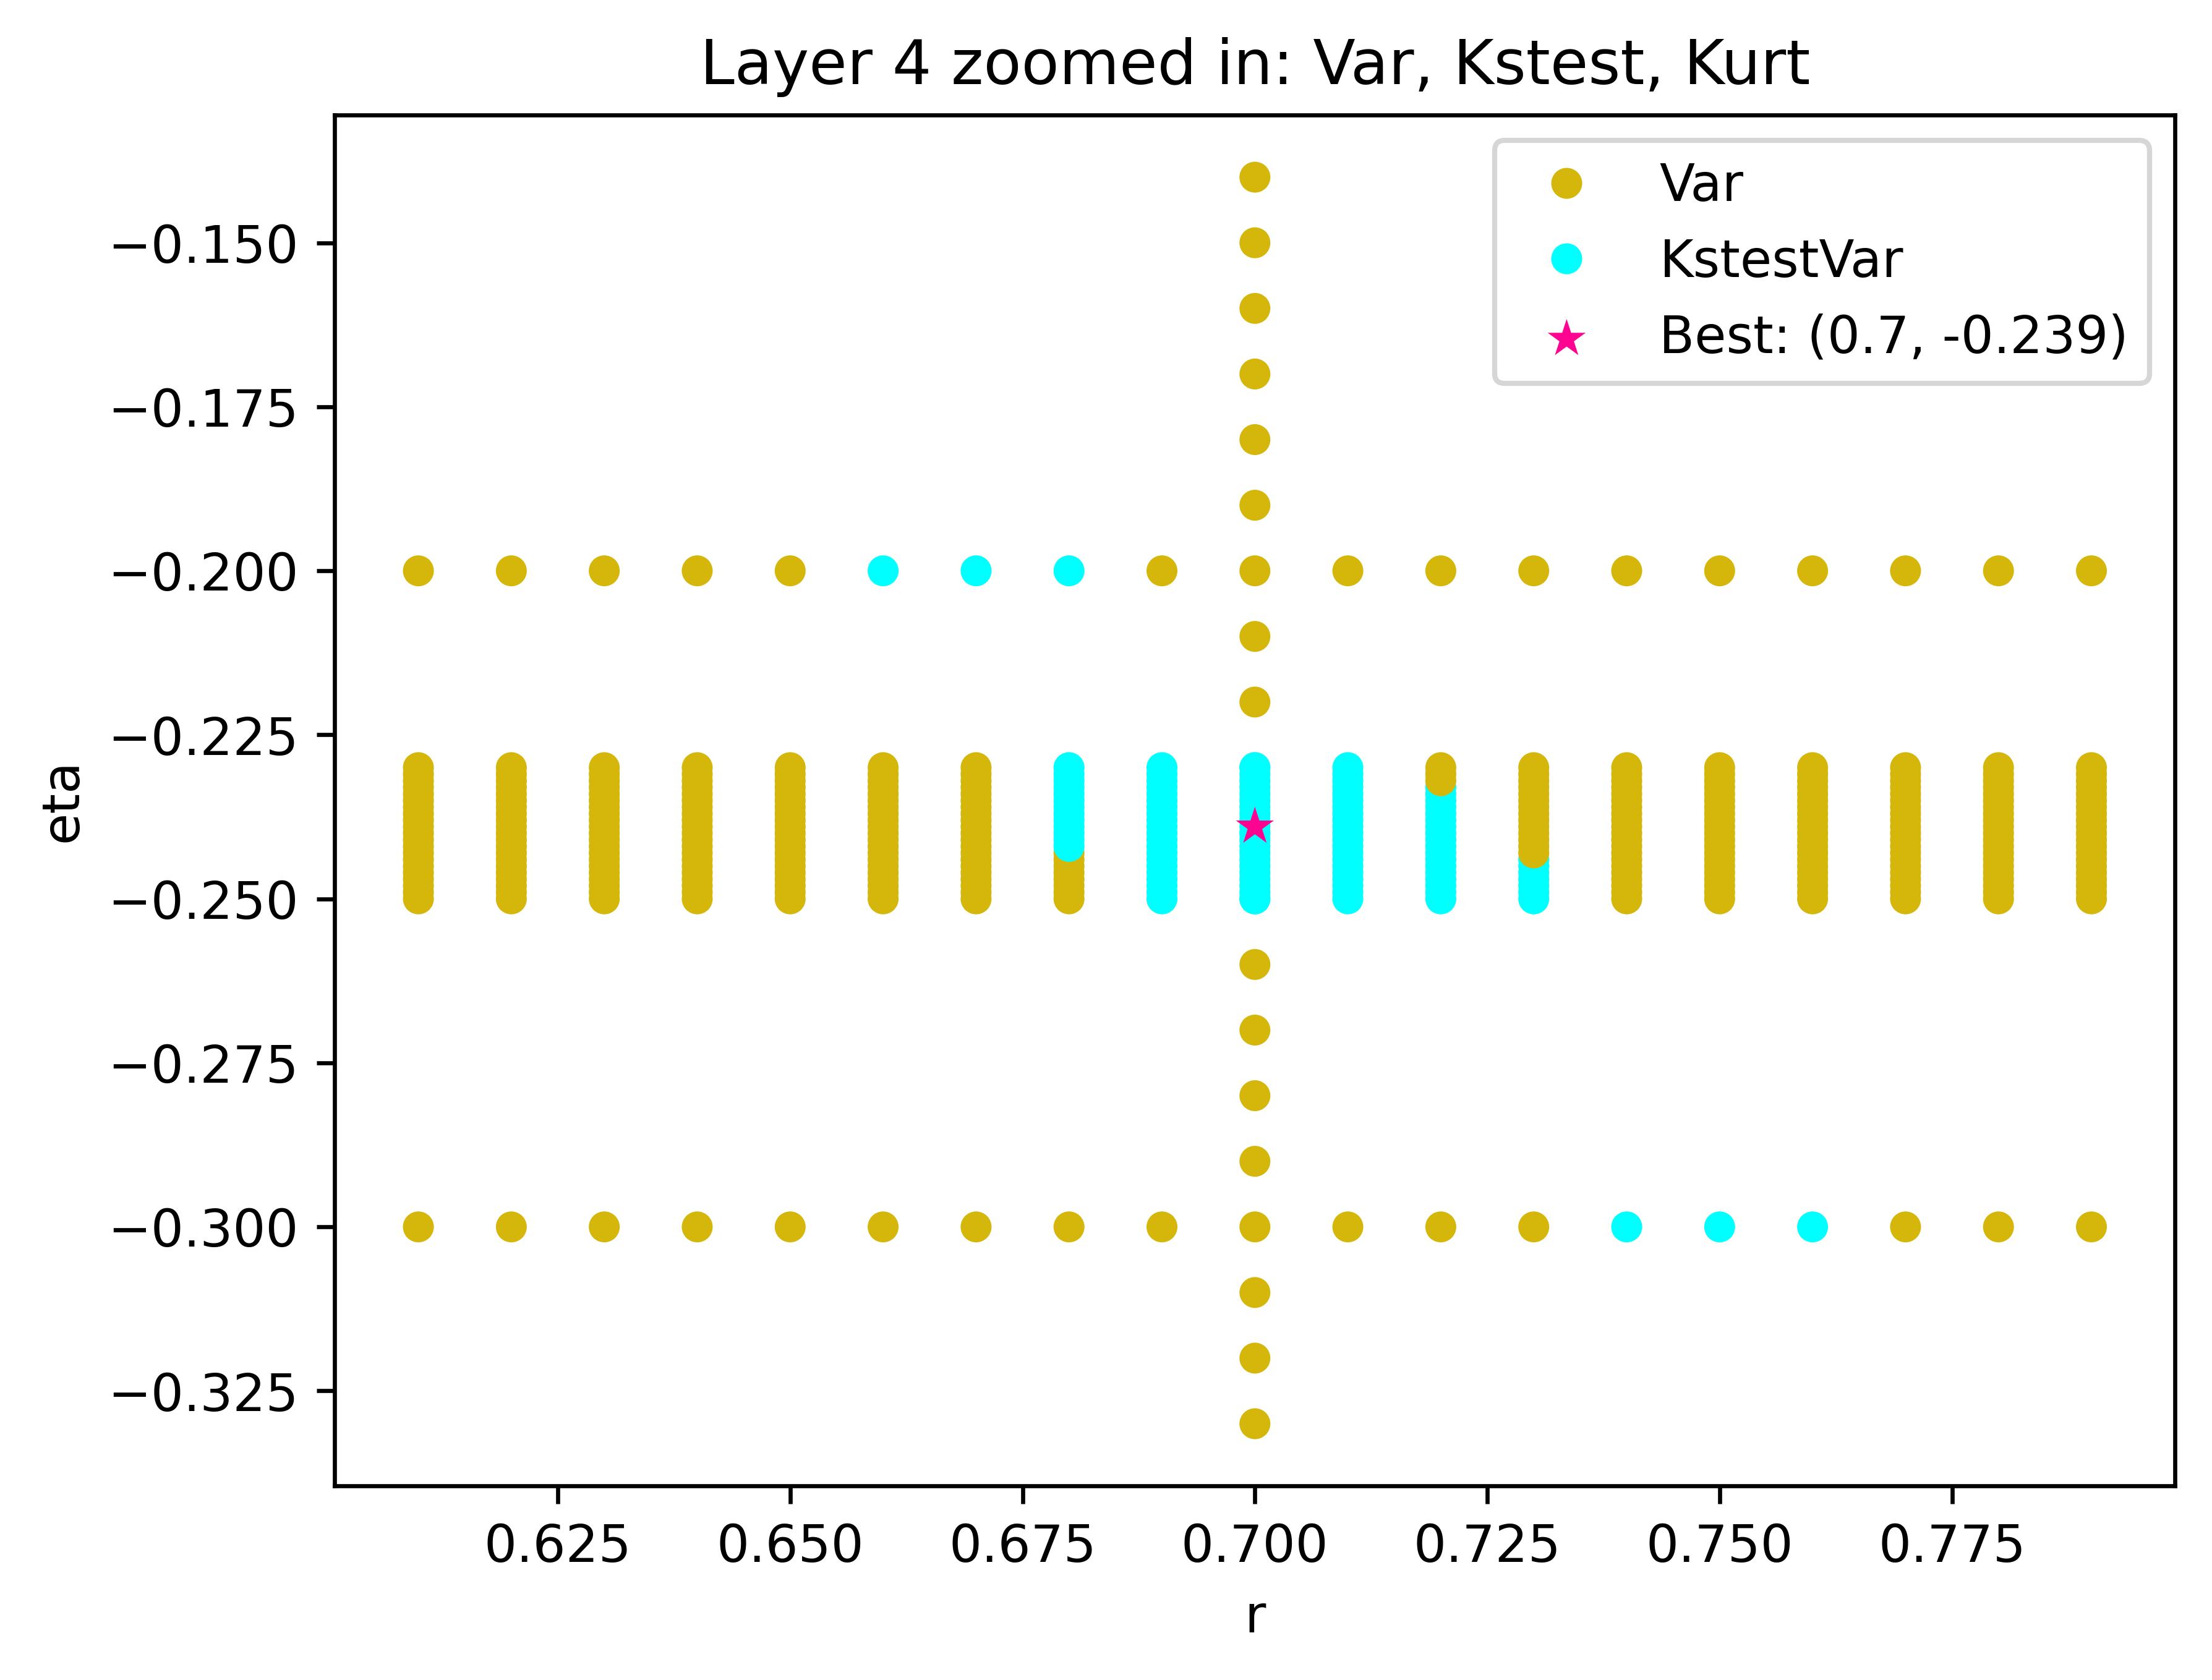 Layer 4 zoomed in: Var, Kstest, Kurt
Var
KstestVar
Best: (0.7, -0.239)
−0.150
−0.175
−0.200
−0.225
−0.250
−0.275
−0.300
−0.325
eta
0.625 0.650 0.675 0.700 0.725 0.750 0.775
r